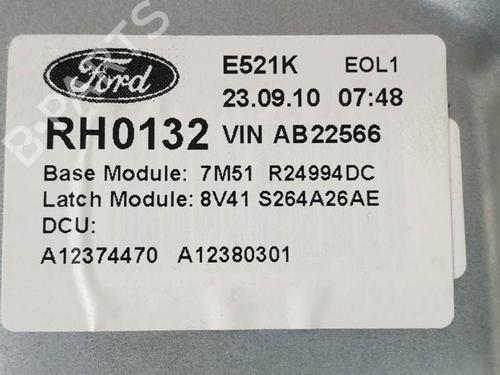 Ford
E521K EOL1
23.09.10 07:48
RH0132 VIN AB22566
Base Module: 7M51 R24994DC
Latch Module: 8V41 S264A26AE
DCU:
A12374470 A12380301
B-PARTS